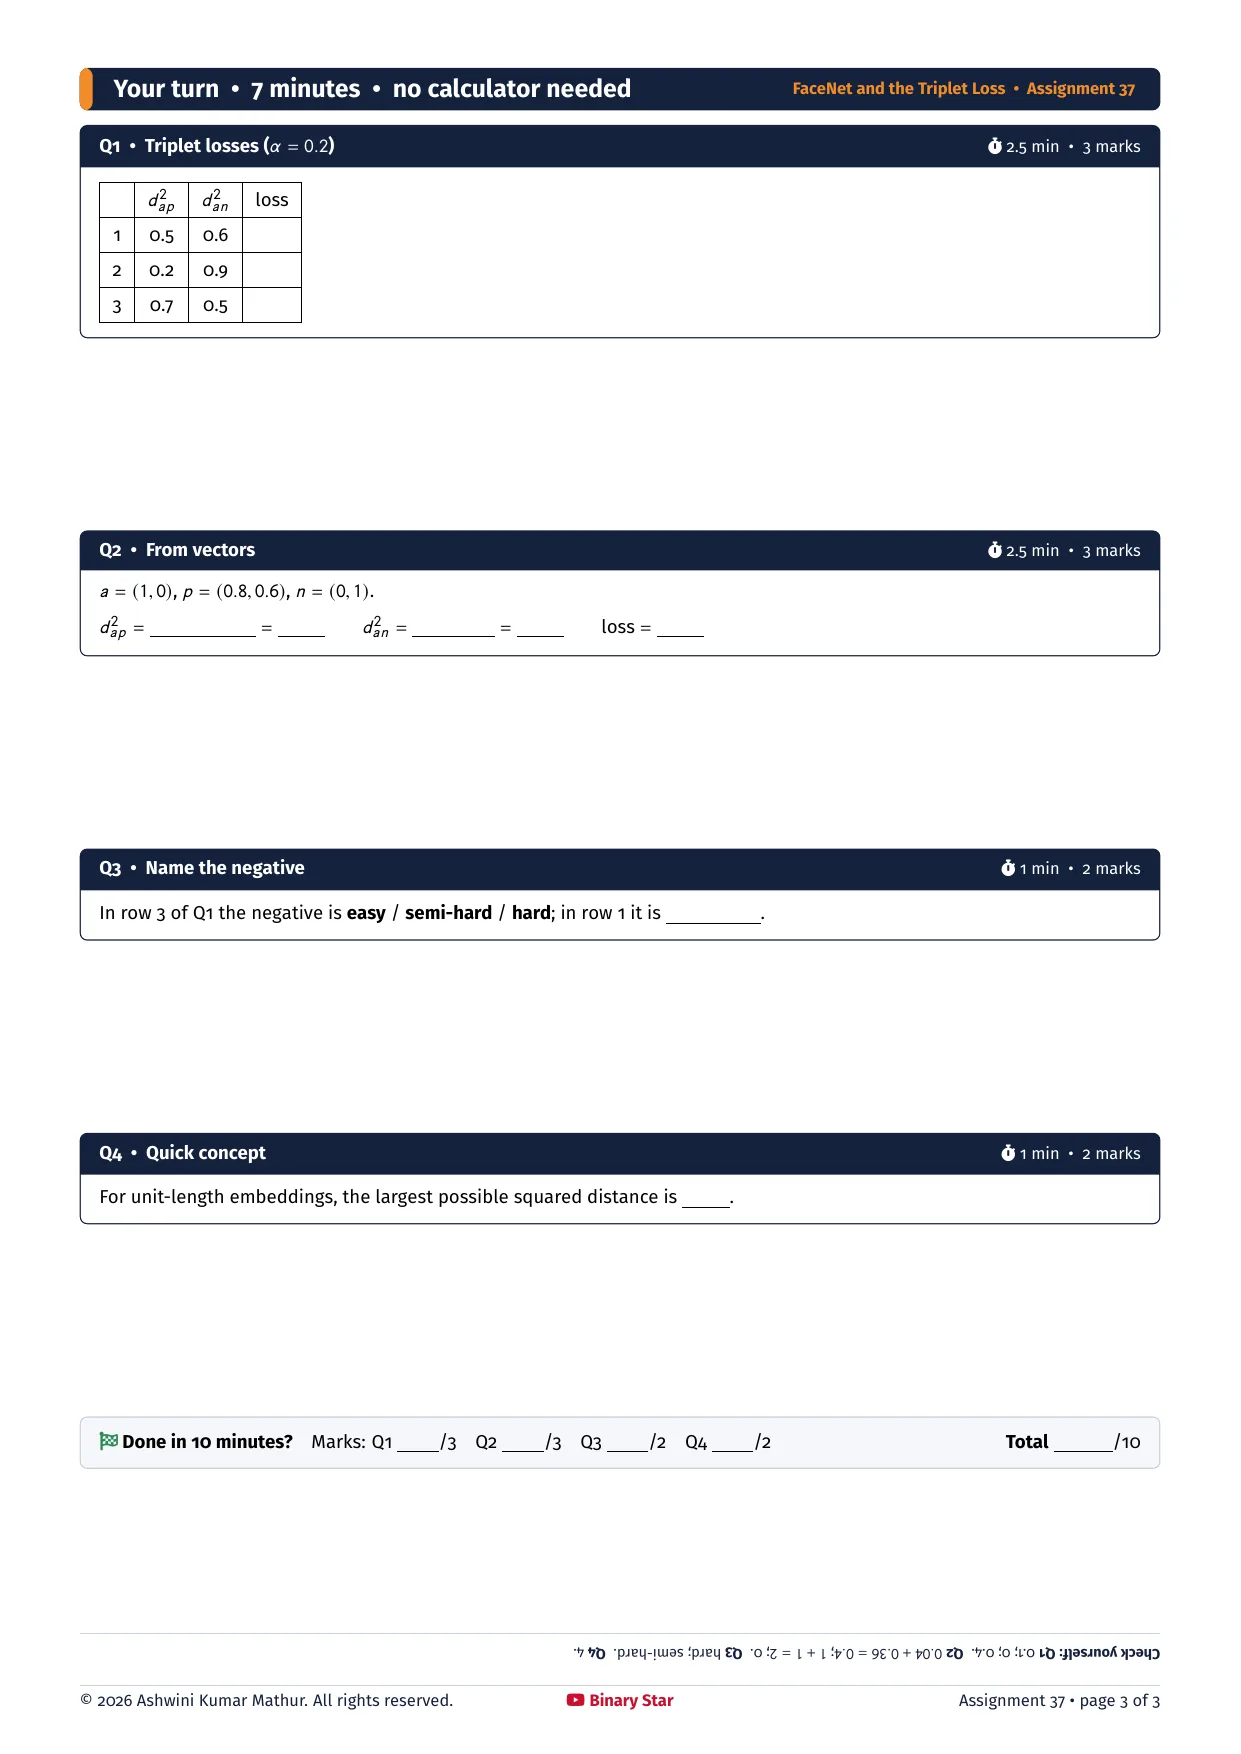 Your turn • 7 minutes • no calculator needed FaceNet and the Triplet Loss • Assignment 37
Q1 • Triplet losses (α = 0.2) 2.5 min • 3 marks
d²ap d²an loss
1 0.5 0.6
2 0.2 0.9
3 0.7 0.5
Q2 • From vectors 2.5 min • 3 marks
a = (1, 0), p = (0.8, 0.6), n = (0, 1).
d²ap = ____ = ____ d²an = ____ = ____ loss = ____
Q3 • Name the negative 1 min • 2 marks
In row 3 of Q1 the negative is easy / semi-hard / hard; in row 1 it is ____.
Q4 • Quick concept 1 min • 2 marks
For unit-length embeddings, the largest possible squared distance is ____.
Done in 10 minutes? Marks: Q1 ____/3 Q2 ____/3 Q3 ____/2 Q4 ____/2 Total ____/10
Check yourself: Q1 0.1; 0; 0.4. Q2 0.04 + 0.36 = 0.4; 1 + 1 = 2; 0. Q3 hard; semi-hard. Q4 4.
© 2026 Ashwini Kumar Mathur. All rights reserved. Binary Star Assignment 37 • page 3 of 3